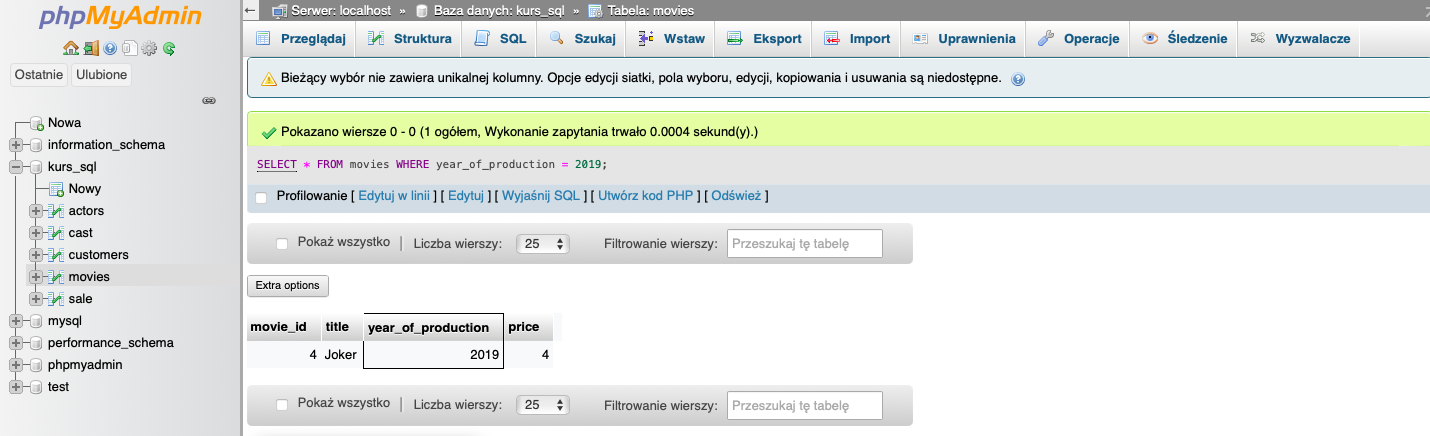 phpMyAdmin
Ostatnie Ulubione
Nowa
information_schema
kurs_sql
Nowy
actors
cast
customers
movies
sale
mysql
performance_schema
phpmyadmin
test
Serwer: localhost » Baza danych: kurs_sql » Tabela: movies
Przeglądaj Struktura SQL Szukaj Wstaw Eksport Import Uprawnienia Operacje Śledzenie Wyzwalacze
Bieżący wybór nie zawiera unikalnej kolumny. Opcje edycji siatki, pola wyboru, edycji, kopiowania i usuwania są niedostępne.
Pokazano wiersze 0 - 0 (1 ogółem, Wykonanie zapytania trwało 0.0004 sekund(y).)
SELECT * FROM movies WHERE year_of_production = 2019;
Profilowanie [ Edytuj w linii ] [ Edytuj ] [ Wyjaśnij SQL ] [ Utwórz kod PHP ] [ Odśwież ]
Pokaż wszystko | Liczba wierszy: 25 Filtrowanie wierszy: Przeszukaj tę tabelę
Extra options
movie_id title year_of_production price
4 Joker 2019 4
Pokaż wszystko | Liczba wierszy: 25 Filtrowanie wierszy: Przeszukaj tę tabelę